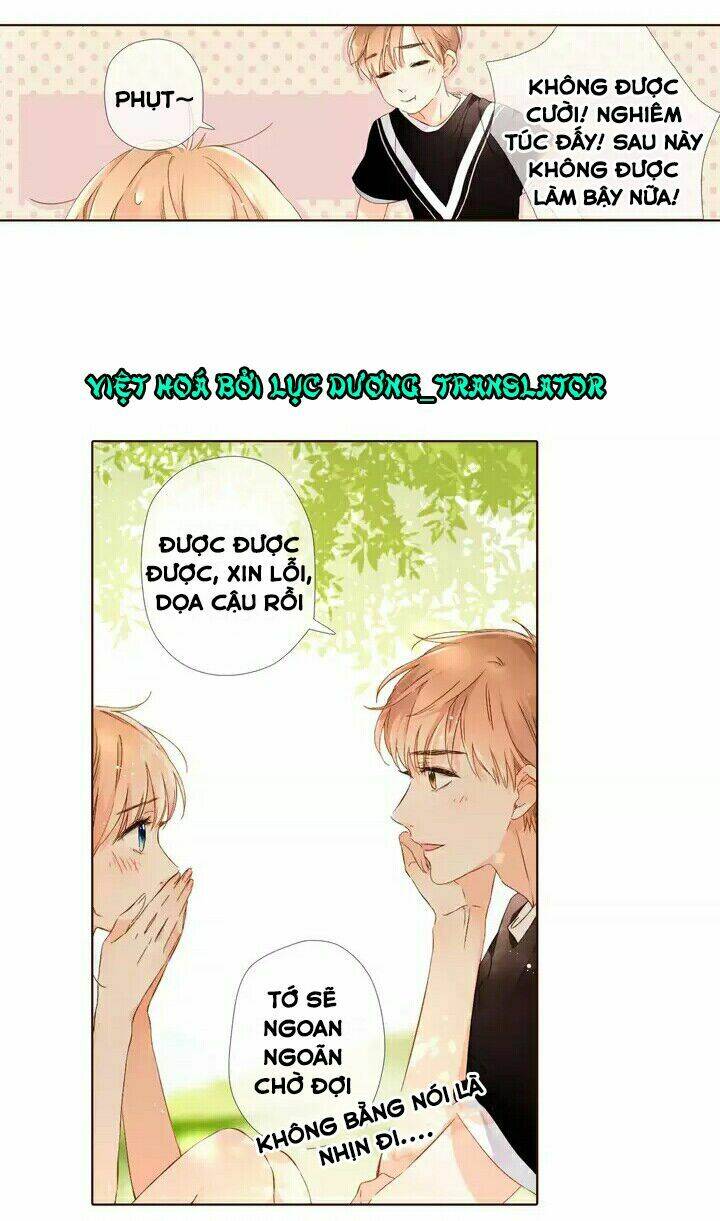 PHỤT~
KHÔNG ĐƯỢC
CƯỜI! NGHIÊM
TÚC ĐẤY! SAU NÀY
KHÔNG ĐƯỢC
LÀM BẬY NỮA!
VIỆT HOÁ BỞI LỤC DƯƠNG_TRANSLATOR
ĐƯỢC ĐƯỢC
ĐƯỢC, XIN LỖI,
DỌA CẬU RỒI
TỚ SẼ
NGOAN
NGOÃN
CHỜ ĐỢI
KHÔNG BẰNG NÓI LÀ
NHỊN ĐI....